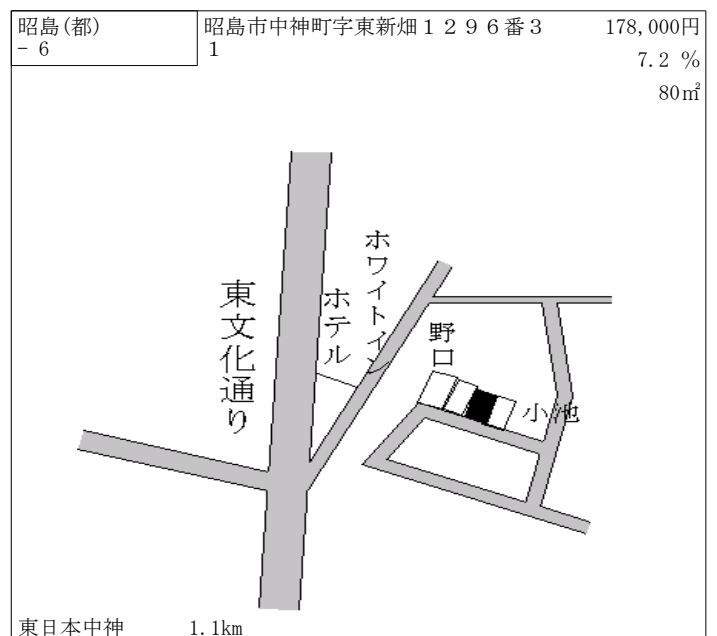 昭島(都)
－6
昭島市中神町字東新畑１２９６番３
１
178,000円
7.2 %
80㎡
東文化通り
ホテル
ホワイトイン
野口
小池
東日本中神 1.1km